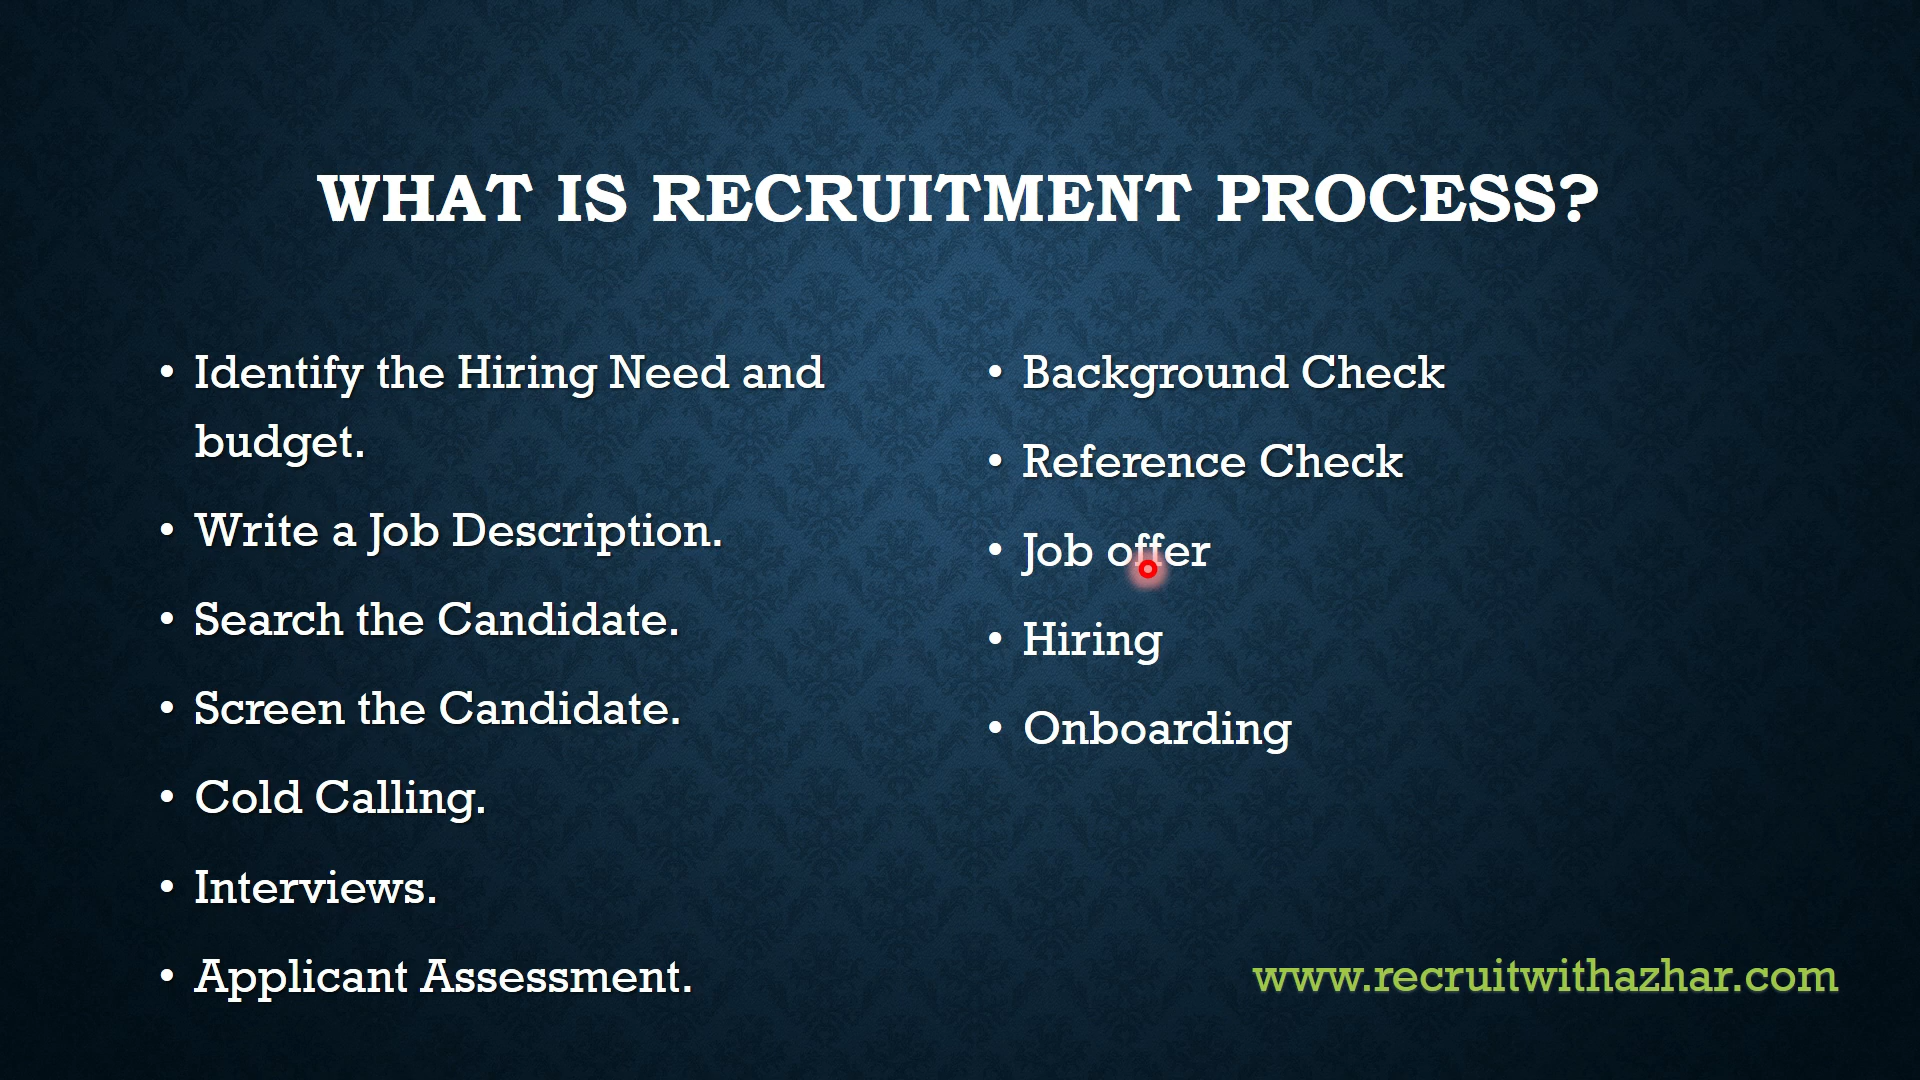 WHAT IS RECRUITMENT PROCESS?
• Identify the Hiring Need and
budget.
• Write a Job Description.
• Search the Candidate.
• Screen the Candidate.
• Cold Calling.
• Interviews.
• Applicant Assessment.
• Background Check
• Reference Check
• Job offer
• Hiring
• Onboarding
www.recruitwithazhar.com